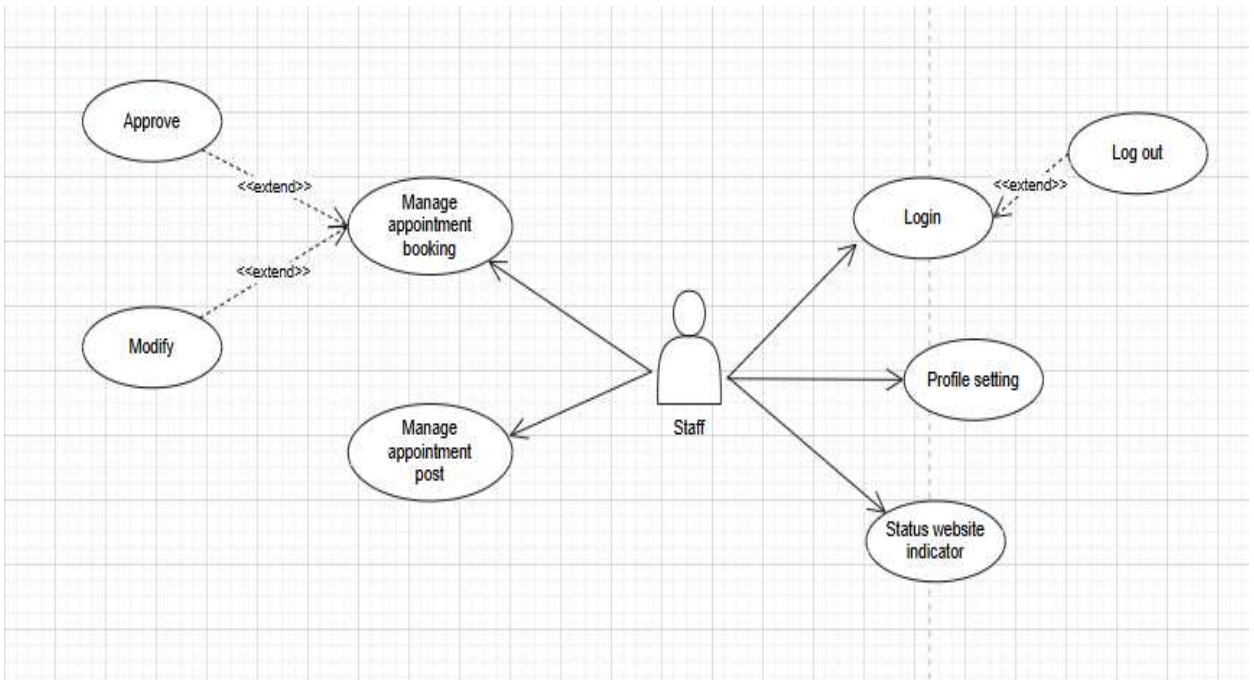 Approve
<<extend>>
Manage
appointment
booking
<<extend>>
Modify
Manage
appointment
post
Staff
Login
<<extend>>
Log out
Profile setting
Status website
indicator